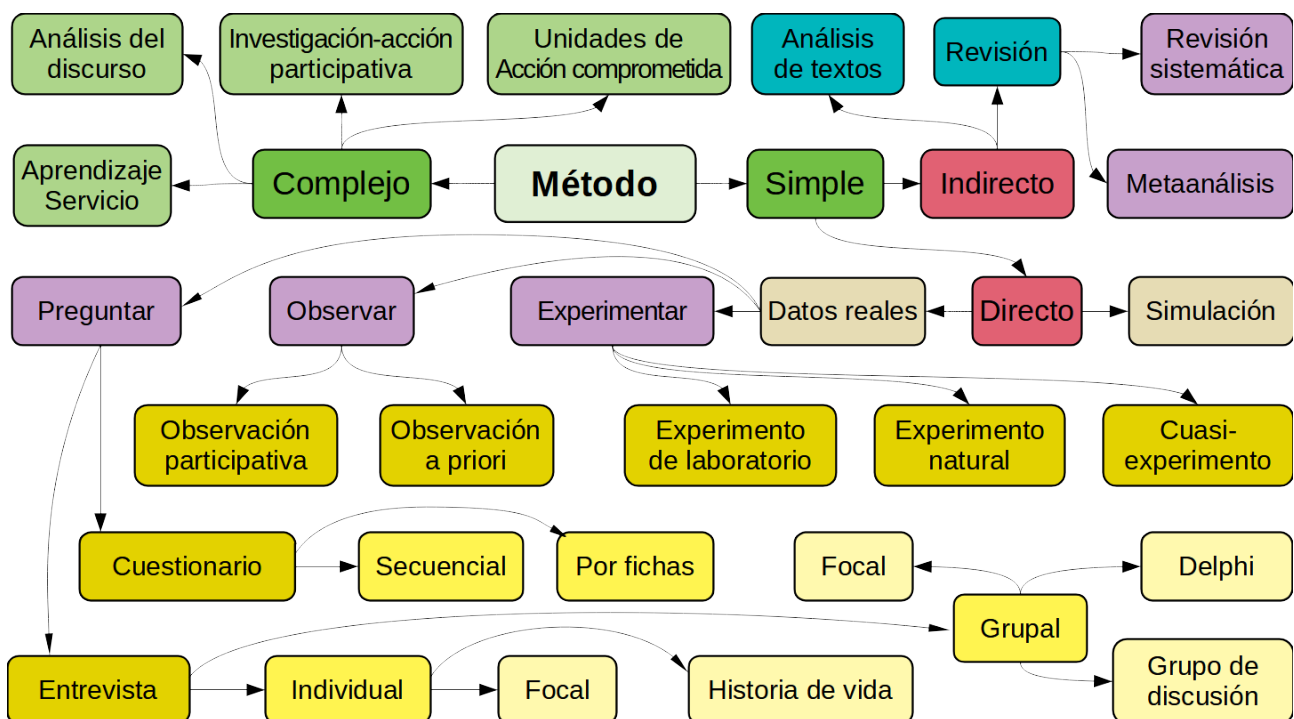 Análisis del
discurso
Investigación-acción
participativa
Unidades de
Acción comprometida
Análisis
de textos
Revisión
Revisión
sistemática
Aprendizaje
Servicio
Complejo
Método
Simple
Indirecto
Metaanálisis
Preguntar
Observar
Experimentar
Datos reales
Directo
Simulación
Observación
participativa
Observación
a priori
Experimento
de laboratorio
Experimento
natural
Cuasi-
experimento
Cuestionario
Secuencial
Por fichas
Focal
Delphi
Grupal
Entrevista
Individual
Focal
Historia de vida
Grupo de
discusión